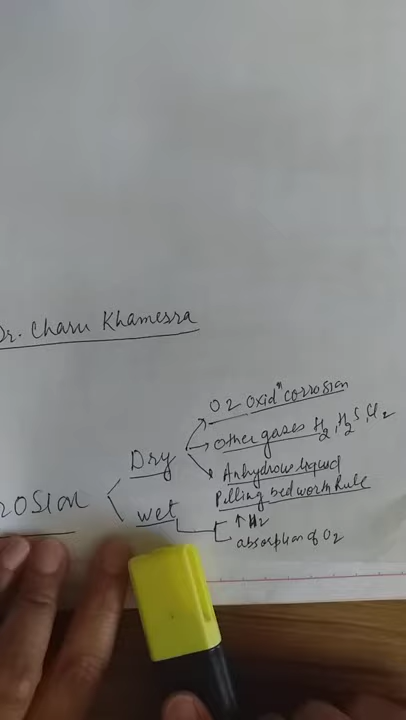 Dr. Charu Khamesra
O2 Oxidⁿ corrosion
Dry
Other gases H2, H2S, Cl2
Anhydrous liquid
Pilling bedworth Rule
ROSION
wet
↑ H2
absorption of O2